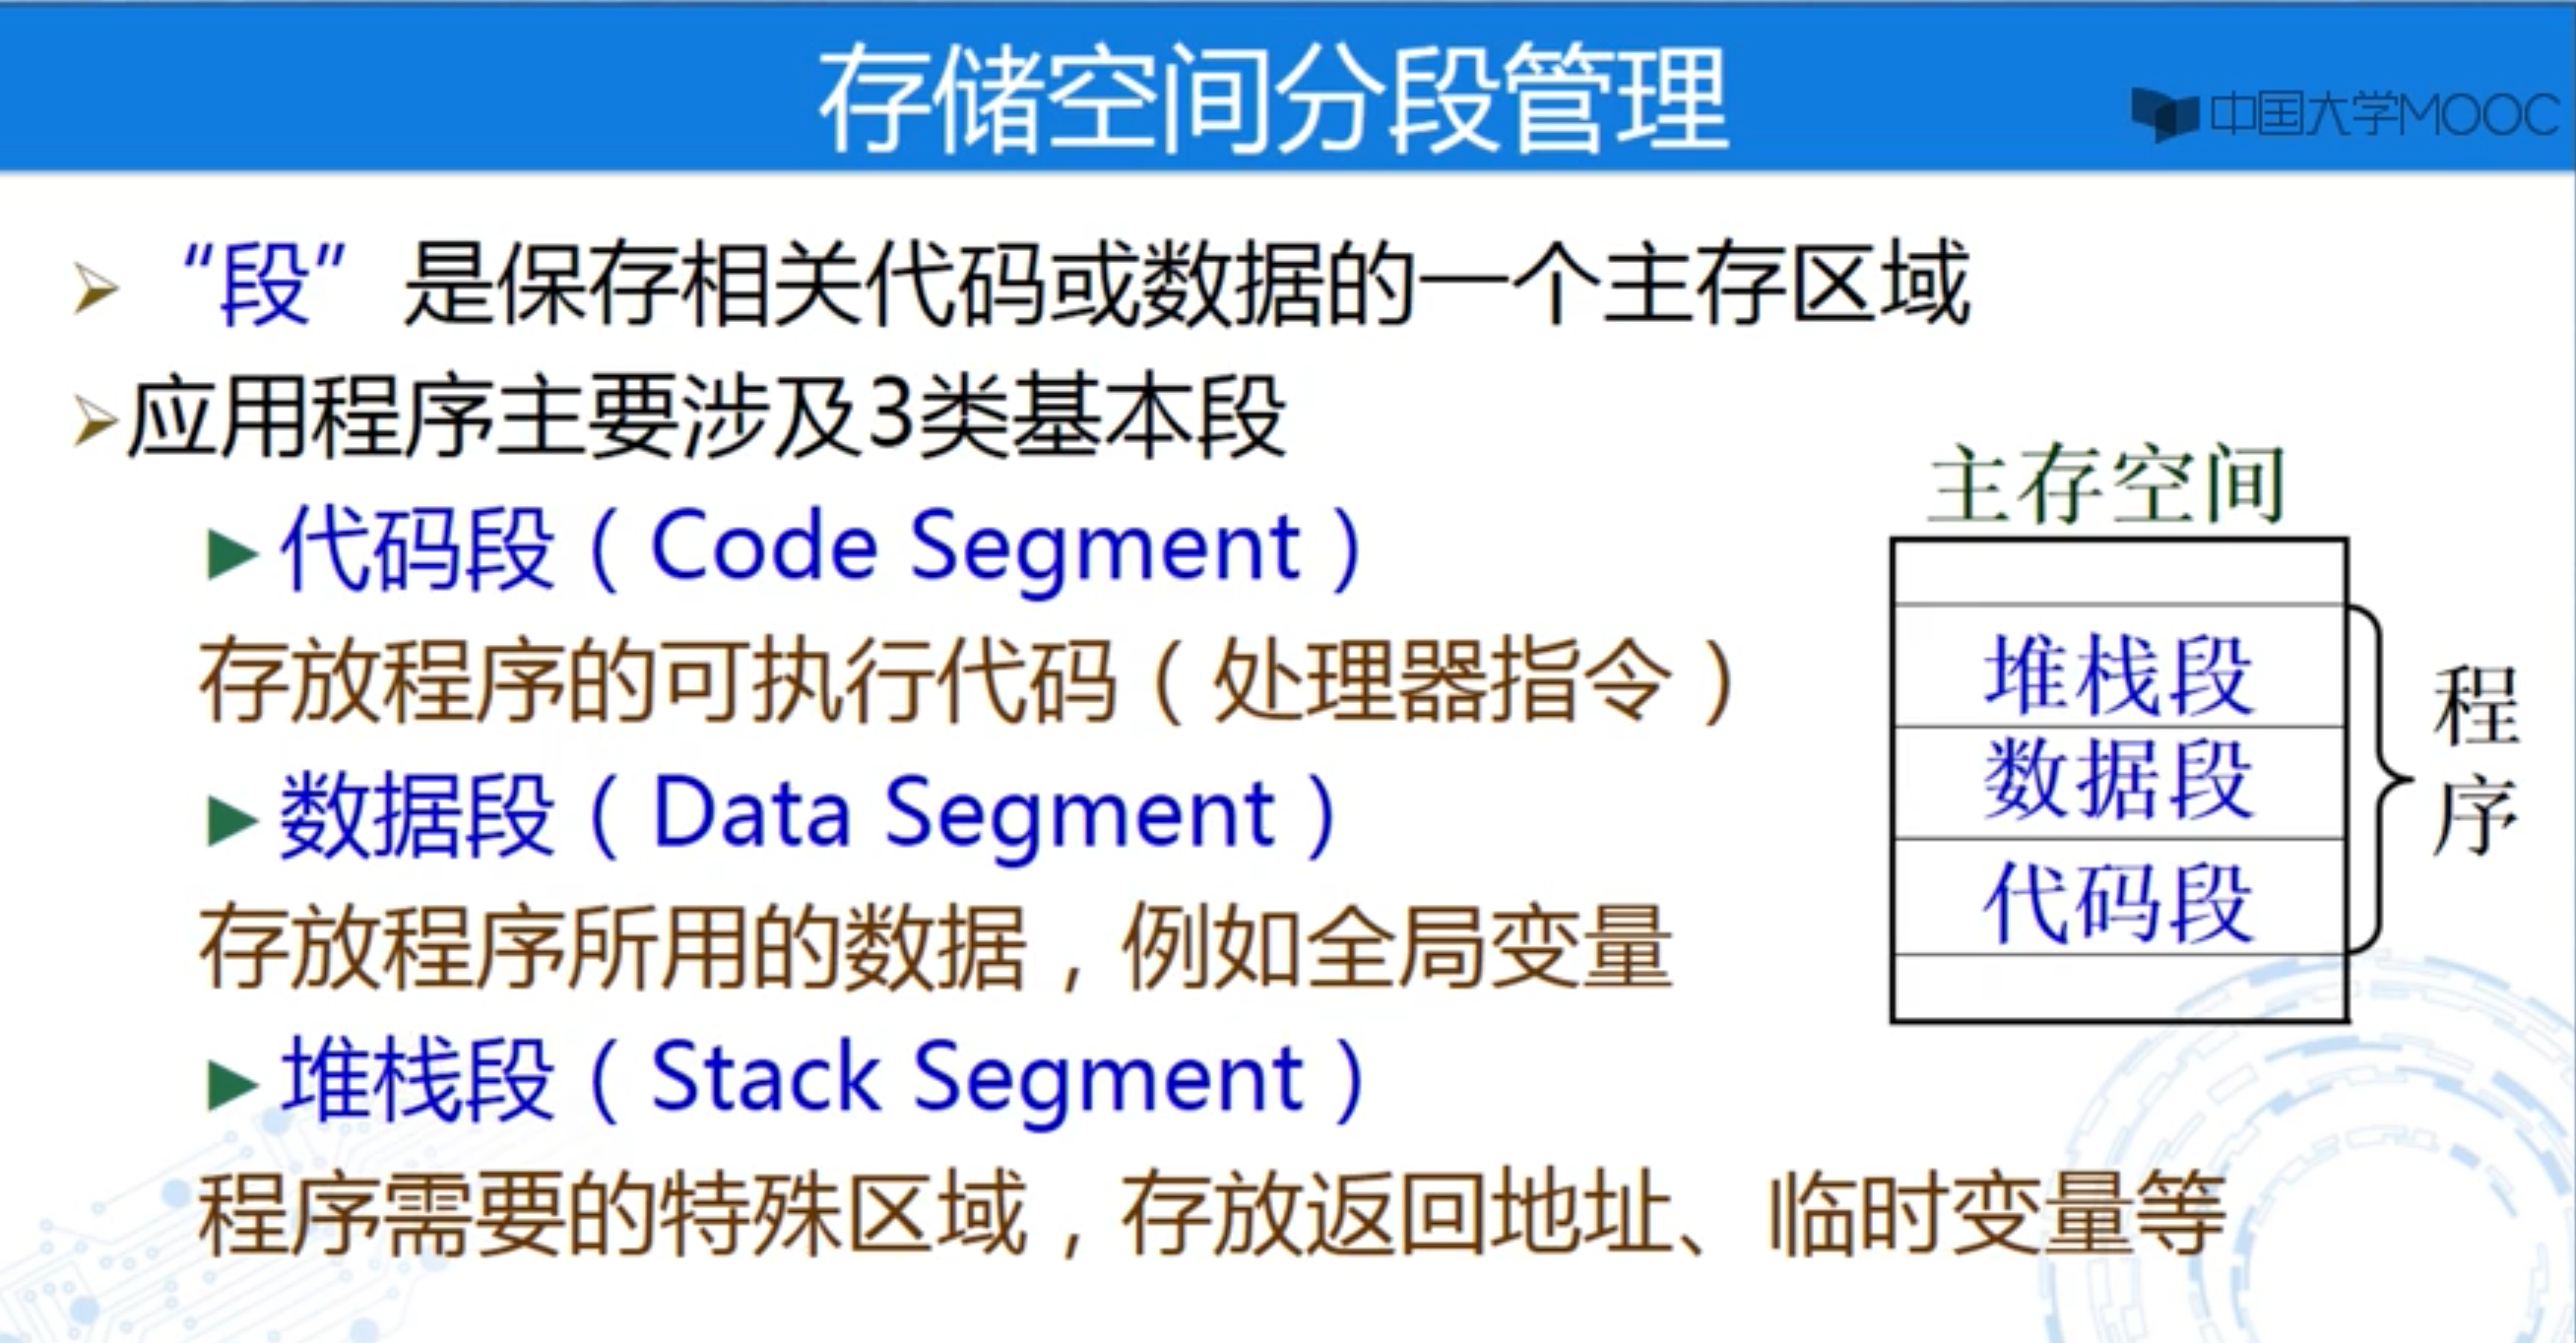 存储空间分段管理
中国大学MOOC
“段”是保存相关代码或数据的一个主存区域
应用程序主要涉及3类基本段
代码段（Code Segment）
存放程序的可执行代码（处理器指令）
数据段（Data Segment）
存放程序所用的数据，例如全局变量
堆栈段（Stack Segment）
程序需要的特殊区域，存放返回地址、临时变量等
主存空间
堆栈段
数据段
代码段
程序